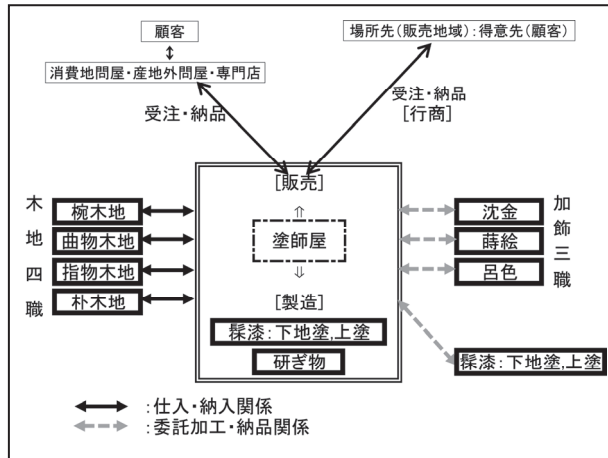 顧客
消費地問屋・産地外問屋・専門店
場所先(販売地域):得意先(顧客)
受注・納品
受注・納品
[行商]
[販売]
塗師屋
[製造]
髹漆:下地塗,上塗
研ぎ物
木地四職
椀木地
曲物木地
指物木地
朴木地
加飾三職
沈金
蒔絵
呂色
髹漆:下地塗,上塗
:仕入・納入関係
:委託加工・納品関係